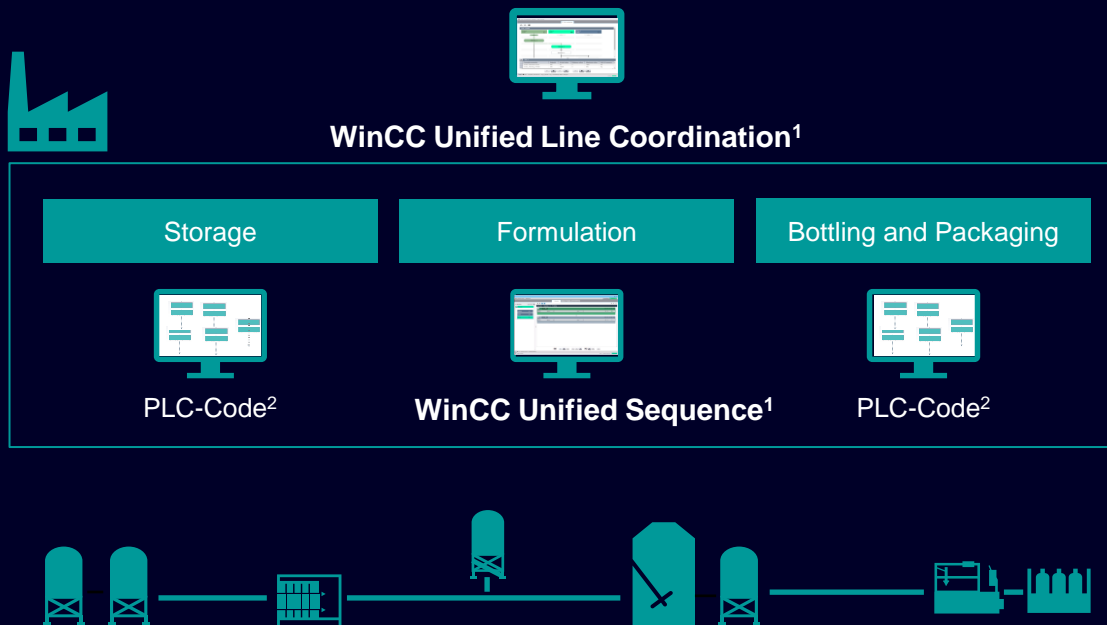 WinCC Unified Line Coordination¹
Storage
Formulation
Bottling and Packaging
PLC-Code²
WinCC Unified Sequence¹
PLC-Code²